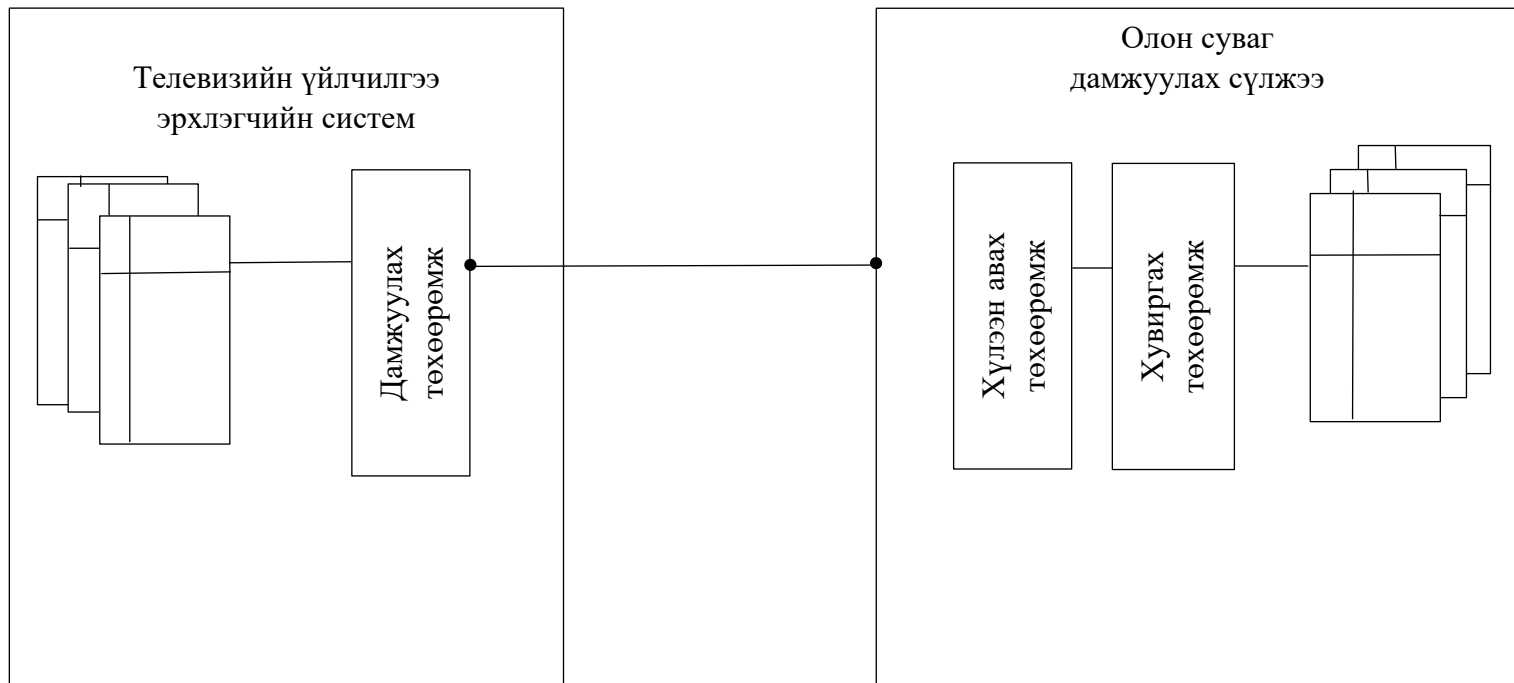 Телевизийн үйлчилгээ
эрхлэгчийн систем
Дамжуулах
төхөөрөмж
Олон суваг
дамжуулах сүлжээ
Хүлээн авах
төхөөрөмж
Хувиргах
төхөөрөмж